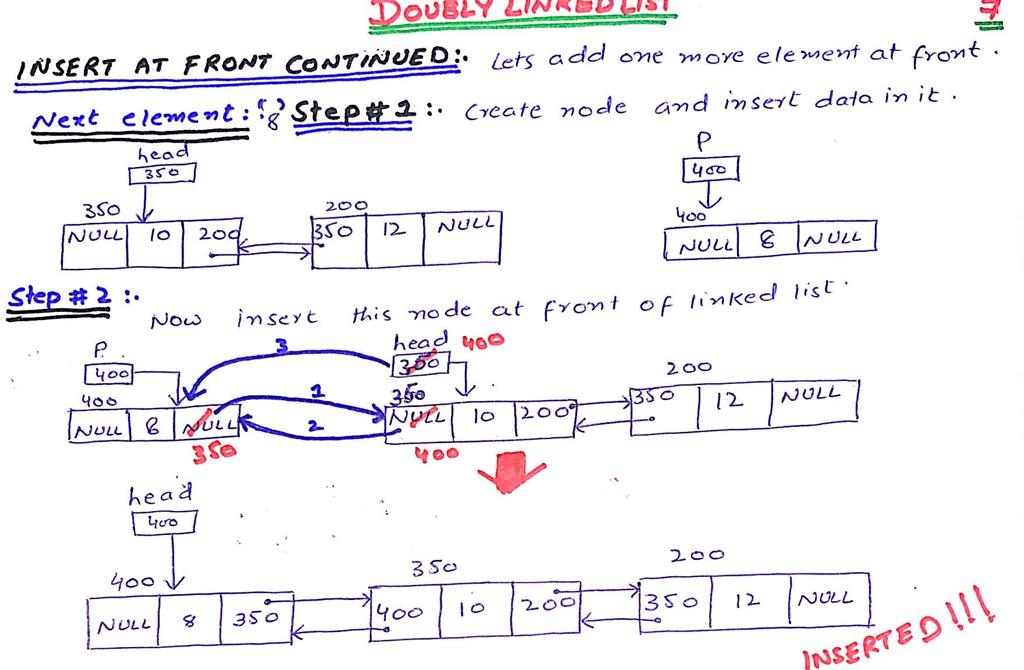 DOUBLY LINKED LIST 7
INSERT AT FRONT CONTINUED:. Lets add one more element at front.
Next element: '8' Step#1:. Create node and insert data in it.
head P
350 400
350 200 400
NULL 10 200 350 12 NULL NULL 8 NULL
Step #2:.
Now insert this node at front of linked list.
P 3 head 400
400 350 200
400 1 350
NULL 8 NULL 2 NULL 10 200 350 12 NULL
350 400
head
400
400 350 200
NULL 8 350 400 10 200 350 12 NULL
INSERTED!!!